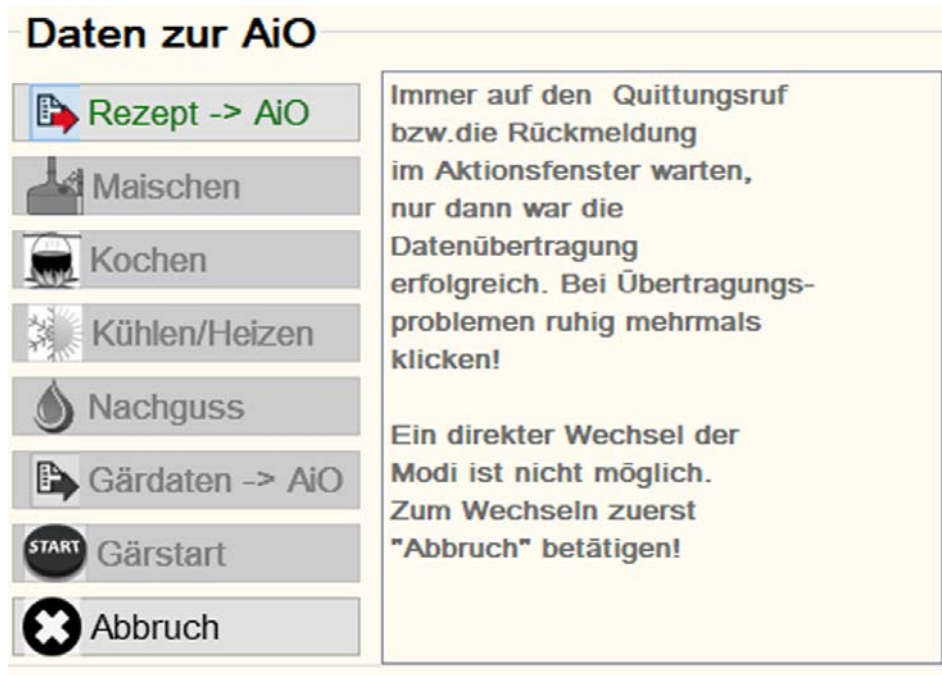 Daten zur AiO
Rezept -> AiO
Maischen
Kochen
Kühlen/Heizen
Nachguss
Gärdaten -> AiO
START
Gärstart
Abbruch
Immer auf den  Quittungsruf
bzw.die Rückmeldung
im Aktionsfenster warten,
nur dann war die
Datenübertragung
erfolgreich. Bei Übertragungs-
problemen ruhig mehrmals
klicken!

Ein direkter Wechsel der
Modi ist nicht möglich.
Zum Wechseln zuerst
"Abbruch" betätigen!